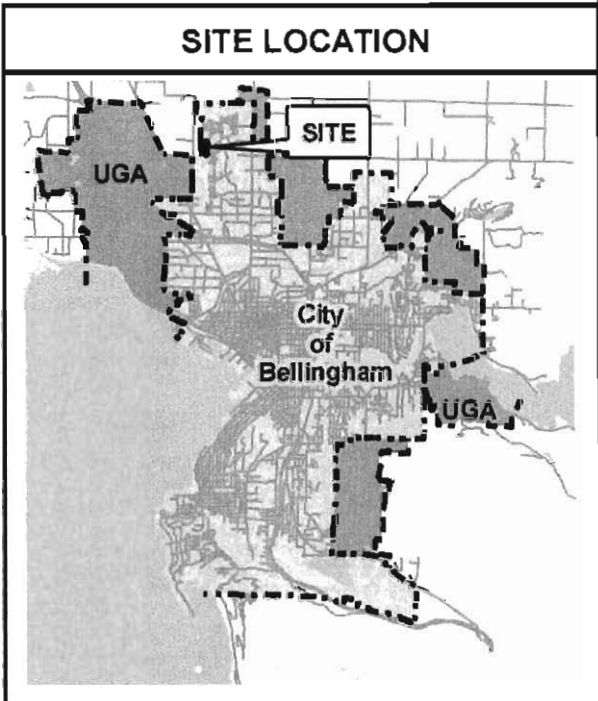 SITE LOCATION
SITE
UGA
City
of
Bellingham
UGA